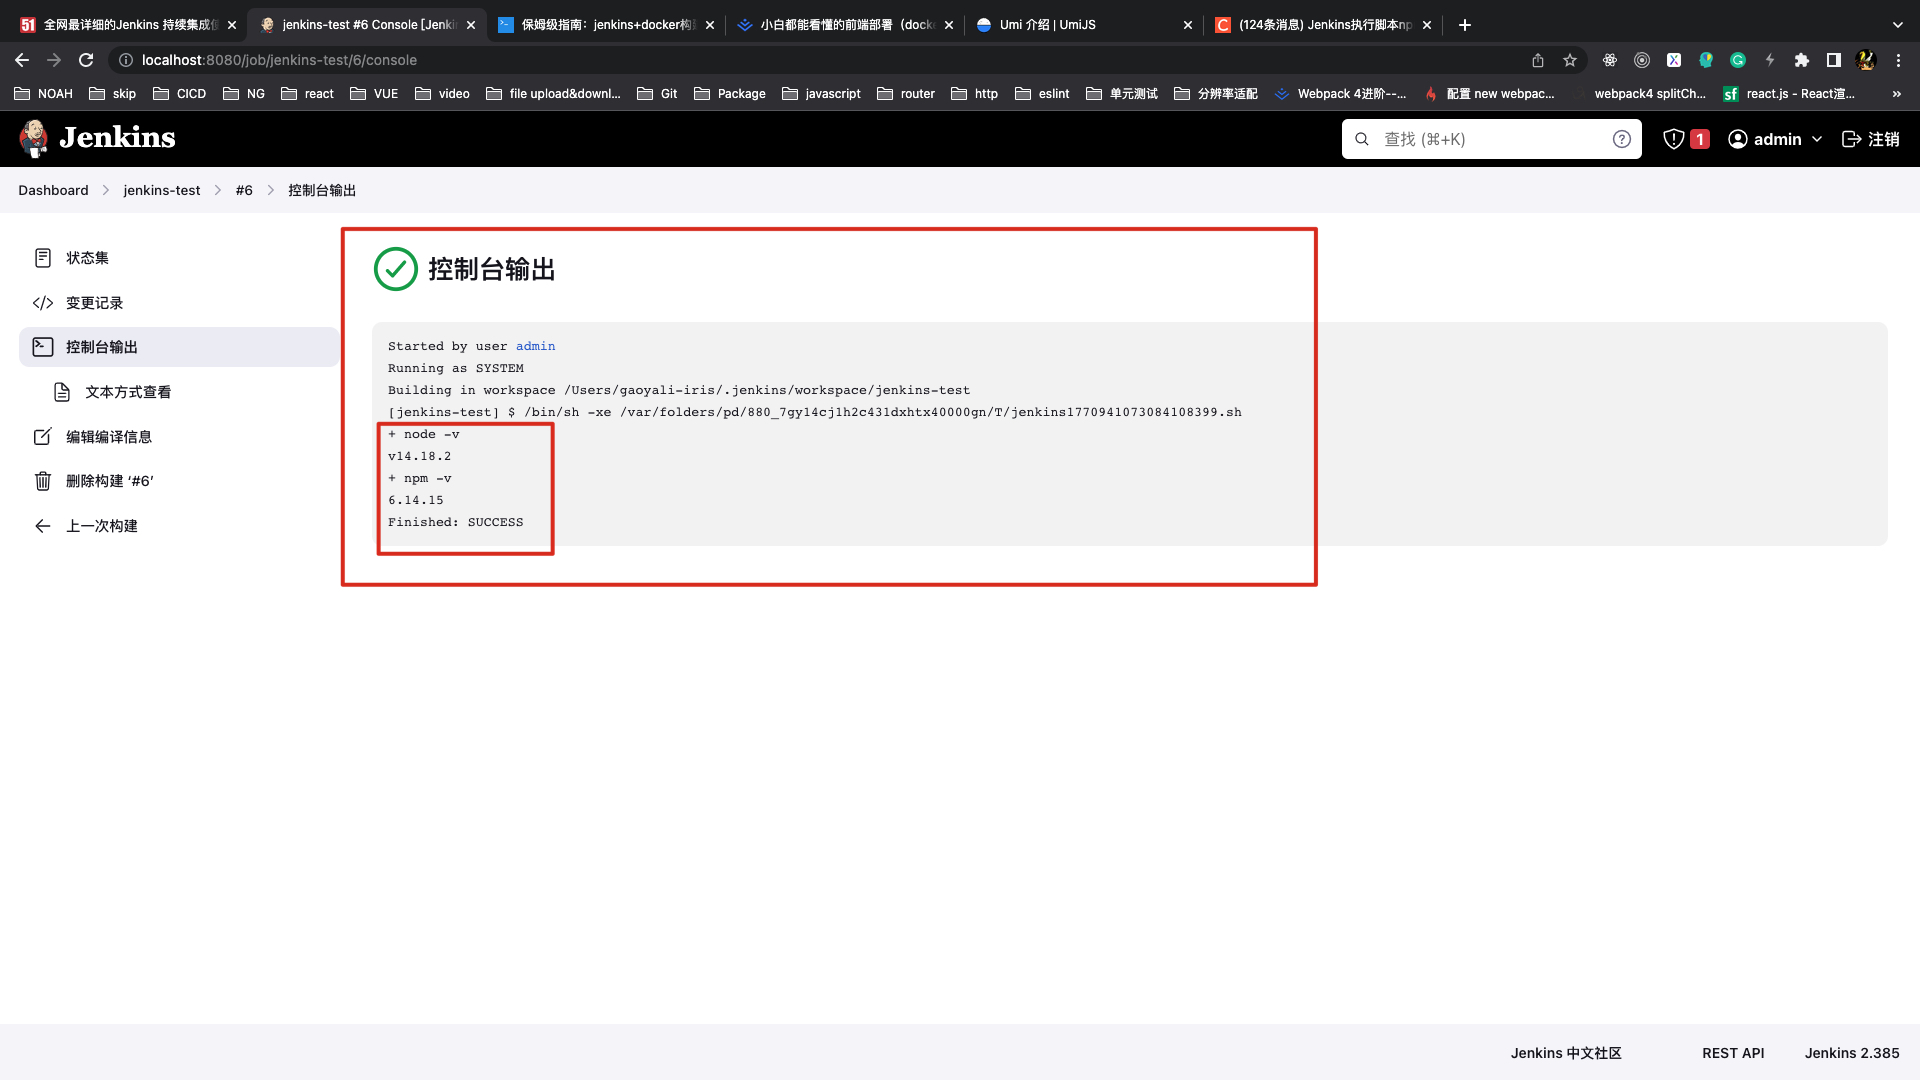 51 全网最详细的Jenkins 持续集成
jenkins-test #6 Console [Jenki
保姆级指南：jenkins+docker构
小白都能看懂的前端部署（docke
Umi 介绍 | UmiJS
C (124条消息) Jenkins执行脚本np
localhost:8080/job/jenkins-test/6/console
NOAH skip CICD NG react VUE video file upload&downl... Git Package javascript router http eslint 单元测试 分辨率适配 Webpack 4进阶--... 配置 new webpac... webpack4 splitCh... sf react.js - React渲... »
Jenkins
查找 (⌘+K)
1
admin
注销
Dashboard
jenkins-test
#6
控制台输出
状态集
变更记录
控制台输出
文本方式查看
编辑编译信息
删除构建 ‘#6’
上一次构建
控制台输出
Started by user admin
Running as SYSTEM
Building in workspace /Users/gaoyali-iris/.jenkins/workspace/jenkins-test
[jenkins-test] $ /bin/sh -xe /var/folders/pd/880_7gy14cj1h2c431dxhtx40000gn/T/jenkins1770941073084108399.sh
+ node -v
v14.18.2
+ npm -v
6.14.15
Finished: SUCCESS
Jenkins 中文社区
REST API
Jenkins 2.385